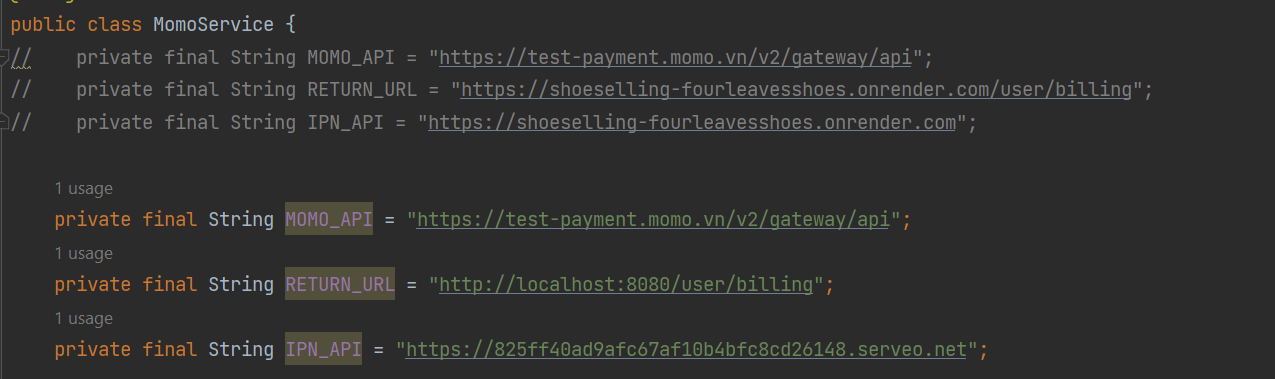 public class MomoService {
//    private final String MOMO_API = "https://test-payment.momo.vn/v2/gateway/api";
//    private final String RETURN_URL = "https://shoeselling-fourleavesshoes.onrender.com/user/billing";
//    private final String IPN_API = "https://shoeselling-fourleavesshoes.onrender.com";
1 usage
private final String MOMO_API = "https://test-payment.momo.vn/v2/gateway/api";
1 usage
private final String RETURN_URL = "http://localhost:8080/user/billing";
1 usage
private final String IPN_API = "https://825ff40ad9afc67af10b4bfc8cd26148.serveo.net";